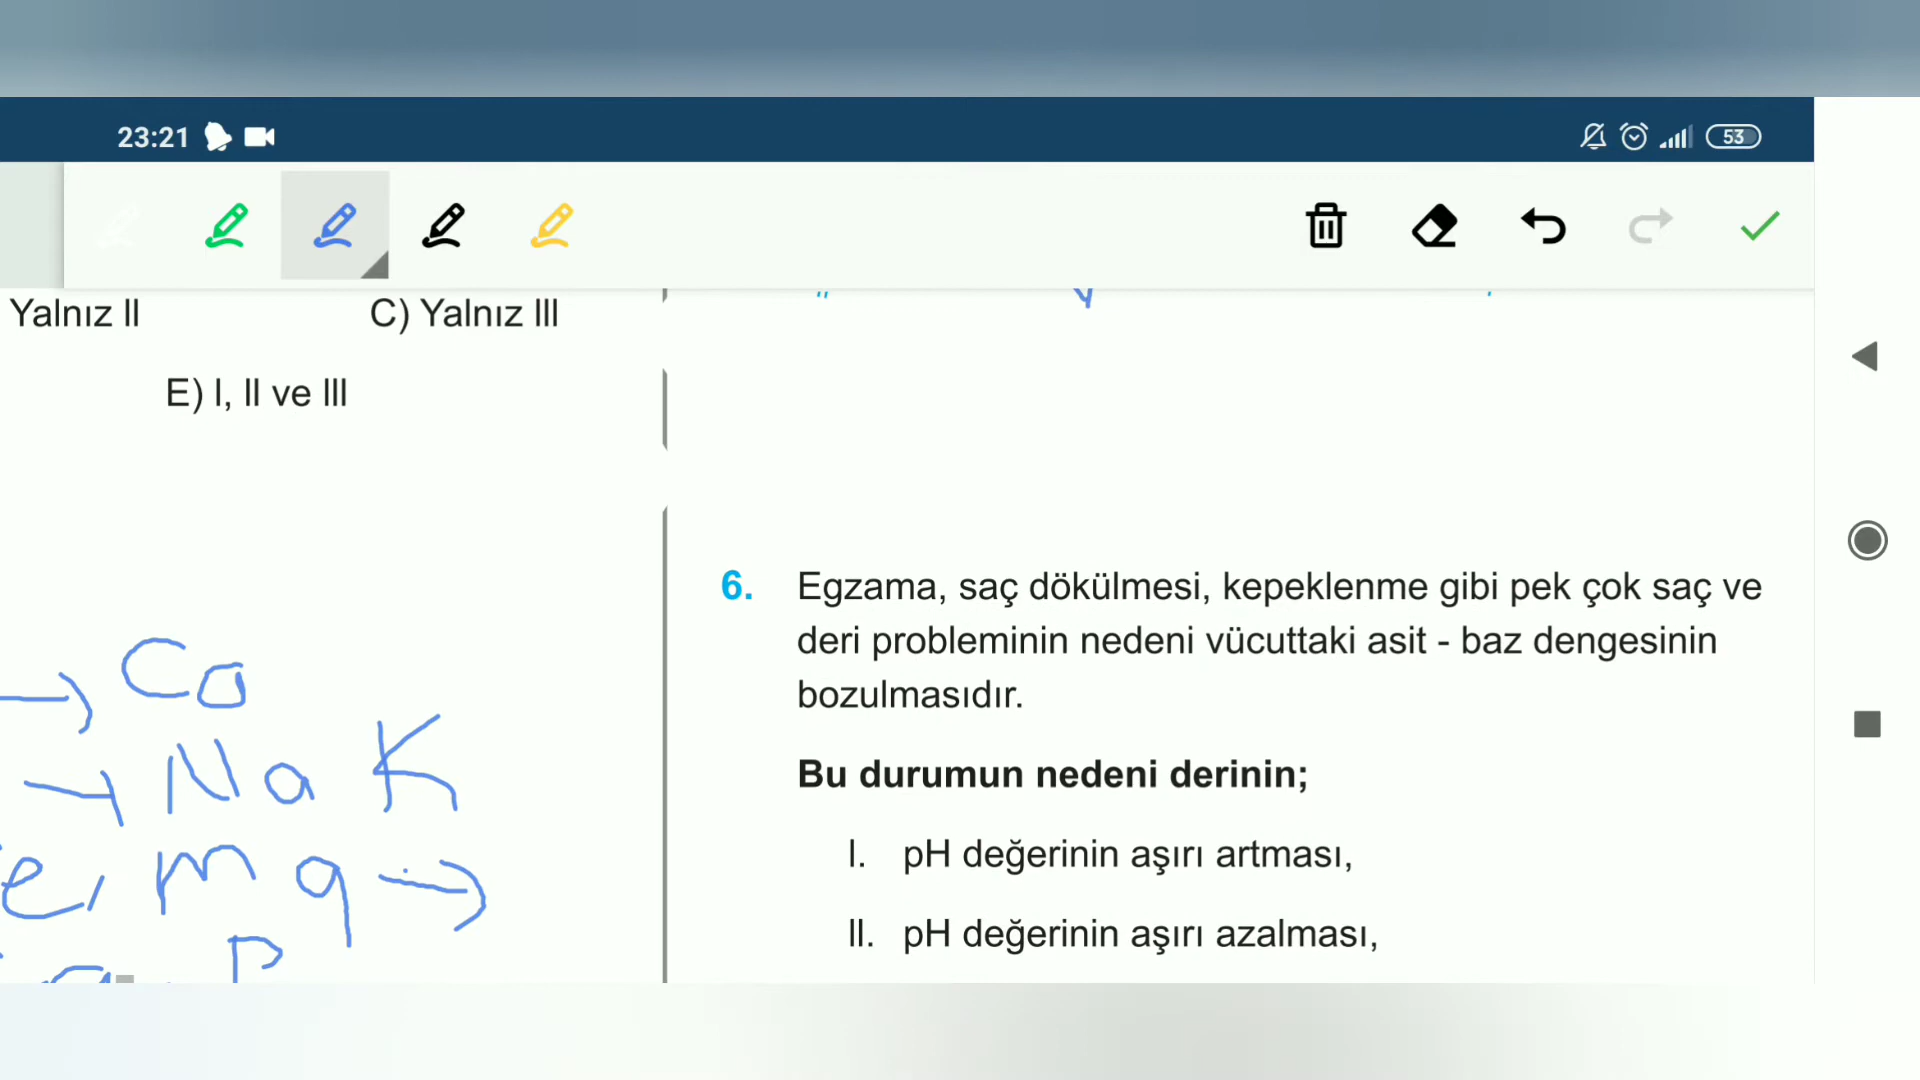 23:21
53
Yalnız II
C) Yalnız III
E) I, II ve III
Ca
Na K
e, mg
P
6. Egzama, saç dökülmesi, kepeklenme gibi pek çok saç ve
deri probleminin nedeni vücuttaki asit - baz dengesinin
bozulmasıdır.
Bu durumun nedeni derinin;
I. pH değerinin aşırı artması,
II. pH değerinin aşırı azalması,